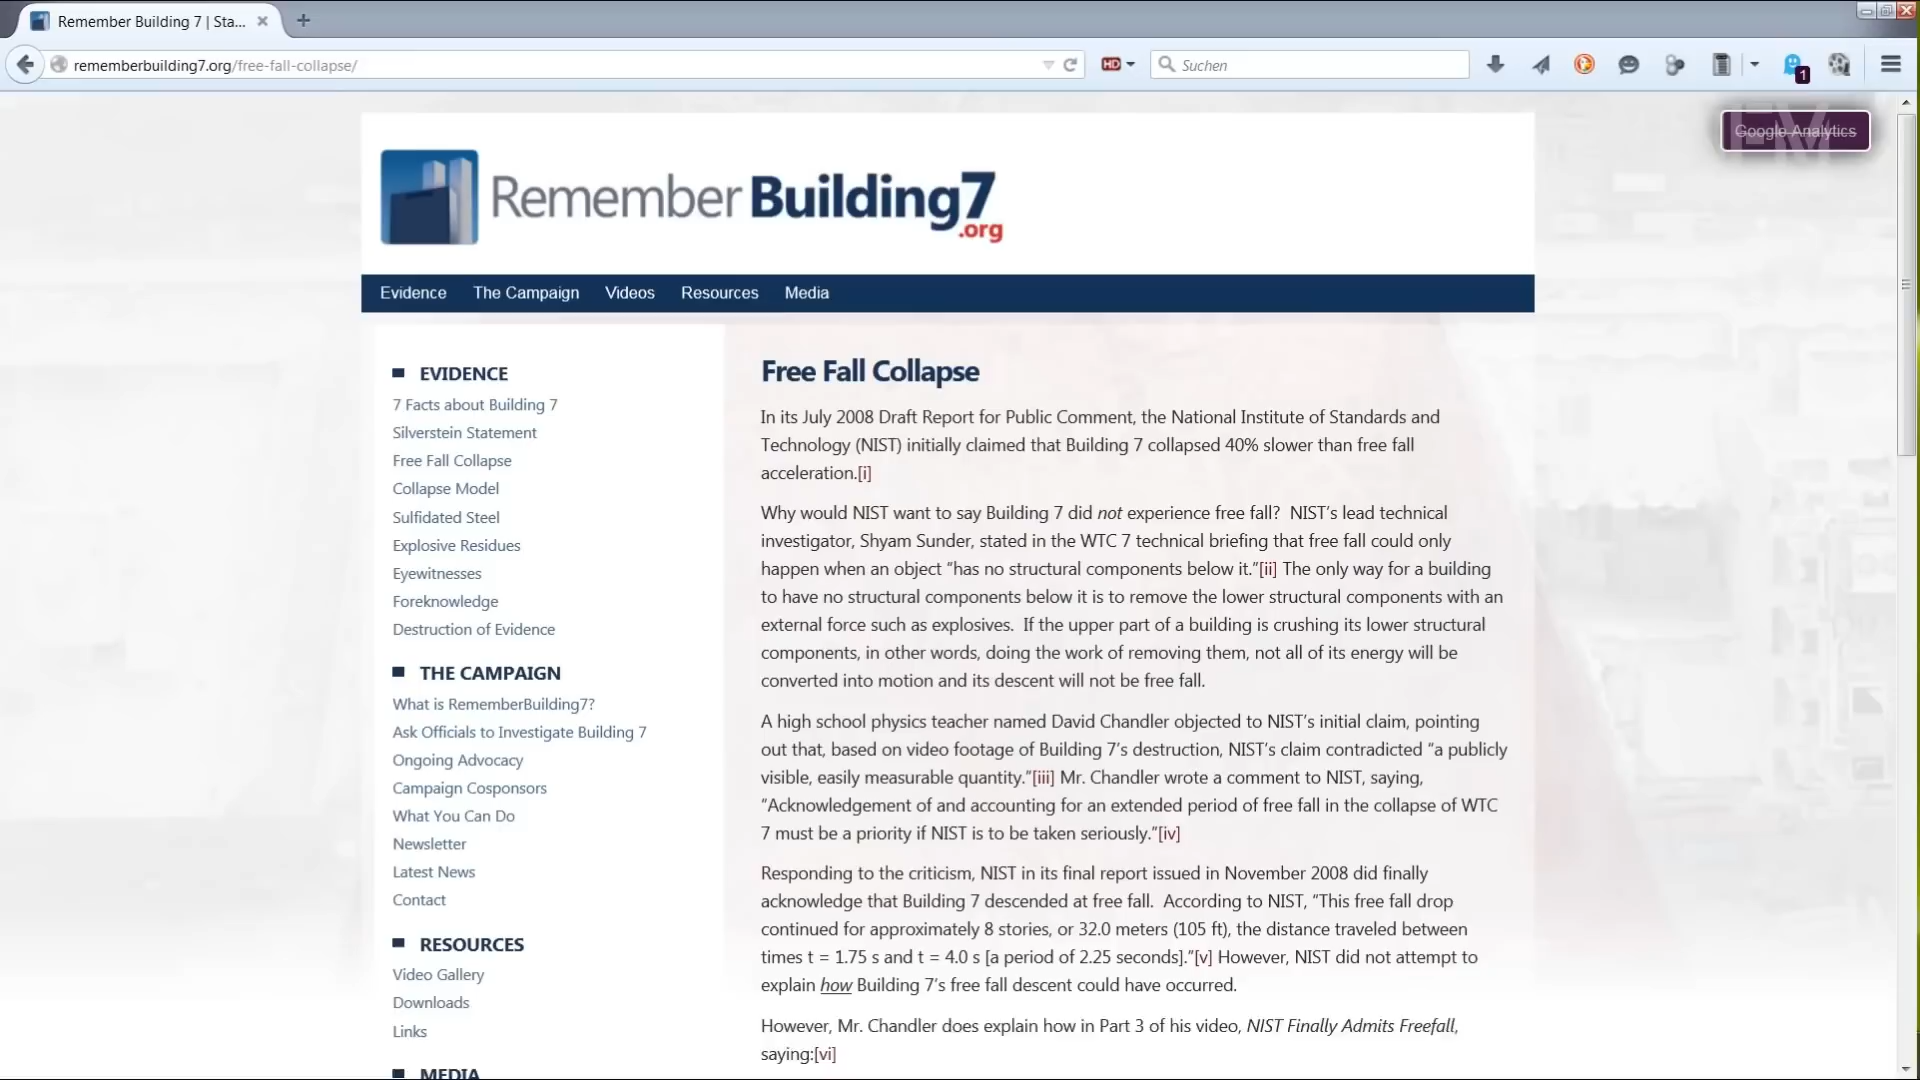 Remember Building 7 | Sta...
rememberbuilding7.org/free-fall-collapse/
HD
Suchen
1
Google Analytics
Remember Building7
.org
Evidence The Campaign Videos Resources Media
EVIDENCE
7 Facts about Building 7
Silverstein Statement
Free Fall Collapse
Collapse Model
Sulfidated Steel
Explosive Residues
Eyewitnesses
Foreknowledge
Destruction of Evidence
THE CAMPAIGN
What is RememberBuilding7?
Ask Officials to Investigate Building 7
Ongoing Advocacy
Campaign Cosponsors
What You Can Do
Newsletter
Latest News
Contact
RESOURCES
Video Gallery
Downloads
Links
MEDIA
Free Fall Collapse
In its July 2008 Draft Report for Public Comment, the National Institute of Standards and
Technology (NIST) initially claimed that Building 7 collapsed 40% slower than free fall
acceleration.[i]
Why would NIST want to say Building 7 did not experience free fall?  NIST’s lead technical
investigator, Shyam Sunder, stated in the WTC 7 technical briefing that free fall could only
happen when an object “has no structural components below it.”[ii] The only way for a building
to have no structural components below it is to remove the lower structural components with an
external force such as explosives.  If the upper part of a building is crushing its lower structural
components, in other words, doing the work of removing them, not all of its energy will be
converted into motion and its descent will not be free fall.
A high school physics teacher named David Chandler objected to NIST’s initial claim, pointing
out that, based on video footage of Building 7’s destruction, NIST’s claim contradicted “a publicly
visible, easily measurable quantity.”[iii] Mr. Chandler wrote a comment to NIST, saying,
“Acknowledgement of and accounting for an extended period of free fall in the collapse of WTC
7 must be a priority if NIST is to be taken seriously.”[iv]
Responding to the criticism, NIST in its final report issued in November 2008 did finally
acknowledge that Building 7 descended at free fall.  According to NIST, “This free fall drop
continued for approximately 8 stories, or 32.0 meters (105 ft), the distance traveled between
times t = 1.75 s and t = 4.0 s [a period of 2.25 seconds].”[v] However, NIST did not attempt to
explain how Building 7’s free fall descent could have occurred.
However, Mr. Chandler does explain how in Part 3 of his video, NIST Finally Admits Freefall,
saying:[vi]